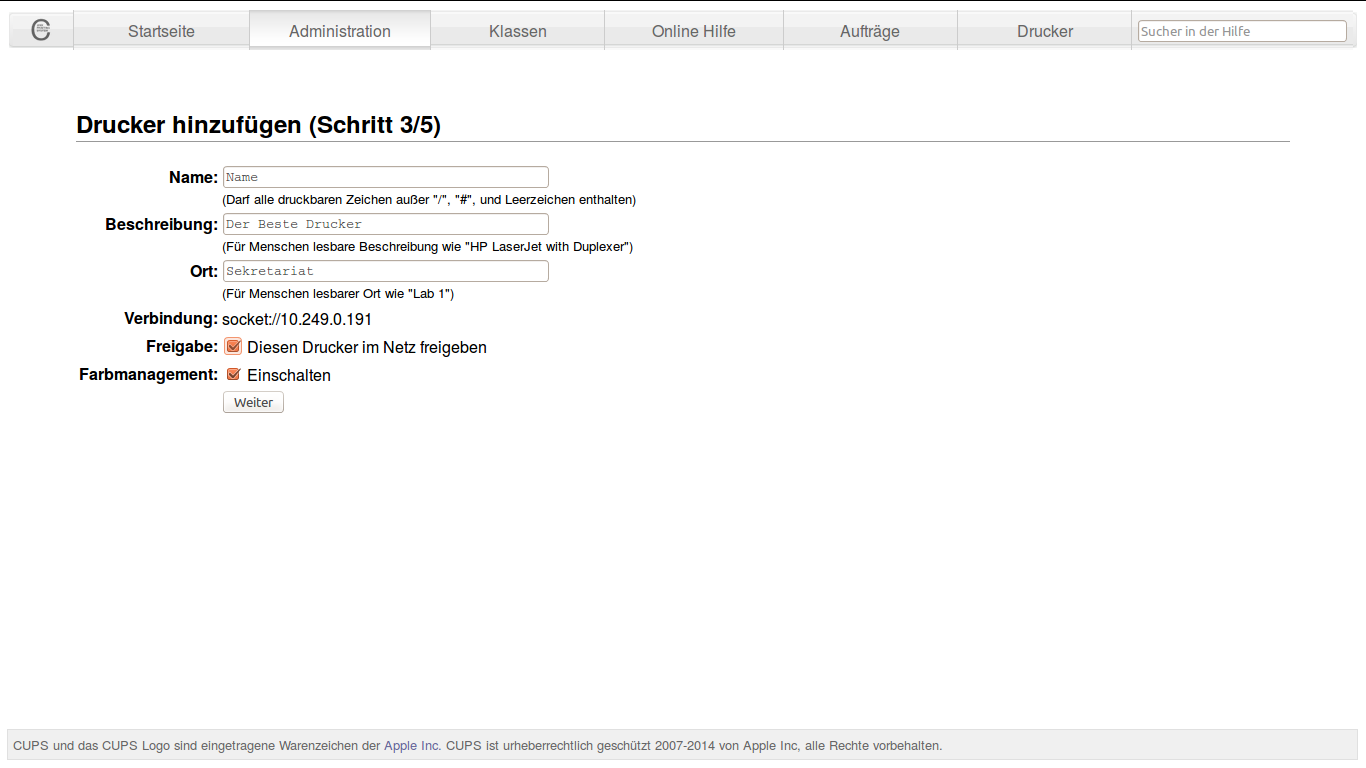 Startseite Administration Klassen Online Hilfe Aufträge Drucker Sucher in der Hilfe
Drucker hinzufügen (Schritt 3/5)
Name: Name
(Darf alle druckbaren Zeichen außer "/", "#", und Leerzeichen enthalten)
Beschreibung: Der Beste Drucker
(Für Menschen lesbare Beschreibung wie "HP LaserJet with Duplexer")
Ort: Sekretariat
(Für Menschen lesbarer Ort wie "Lab 1")
Verbindung: socket://10.249.0.191
Freigabe: Diesen Drucker im Netz freigeben
Farbmanagement: Einschalten
Weiter
CUPS und das CUPS Logo sind eingetragene Warenzeichen der Apple Inc. CUPS ist urheberrechtlich geschützt 2007-2014 von Apple Inc, alle Rechte vorbehalten.